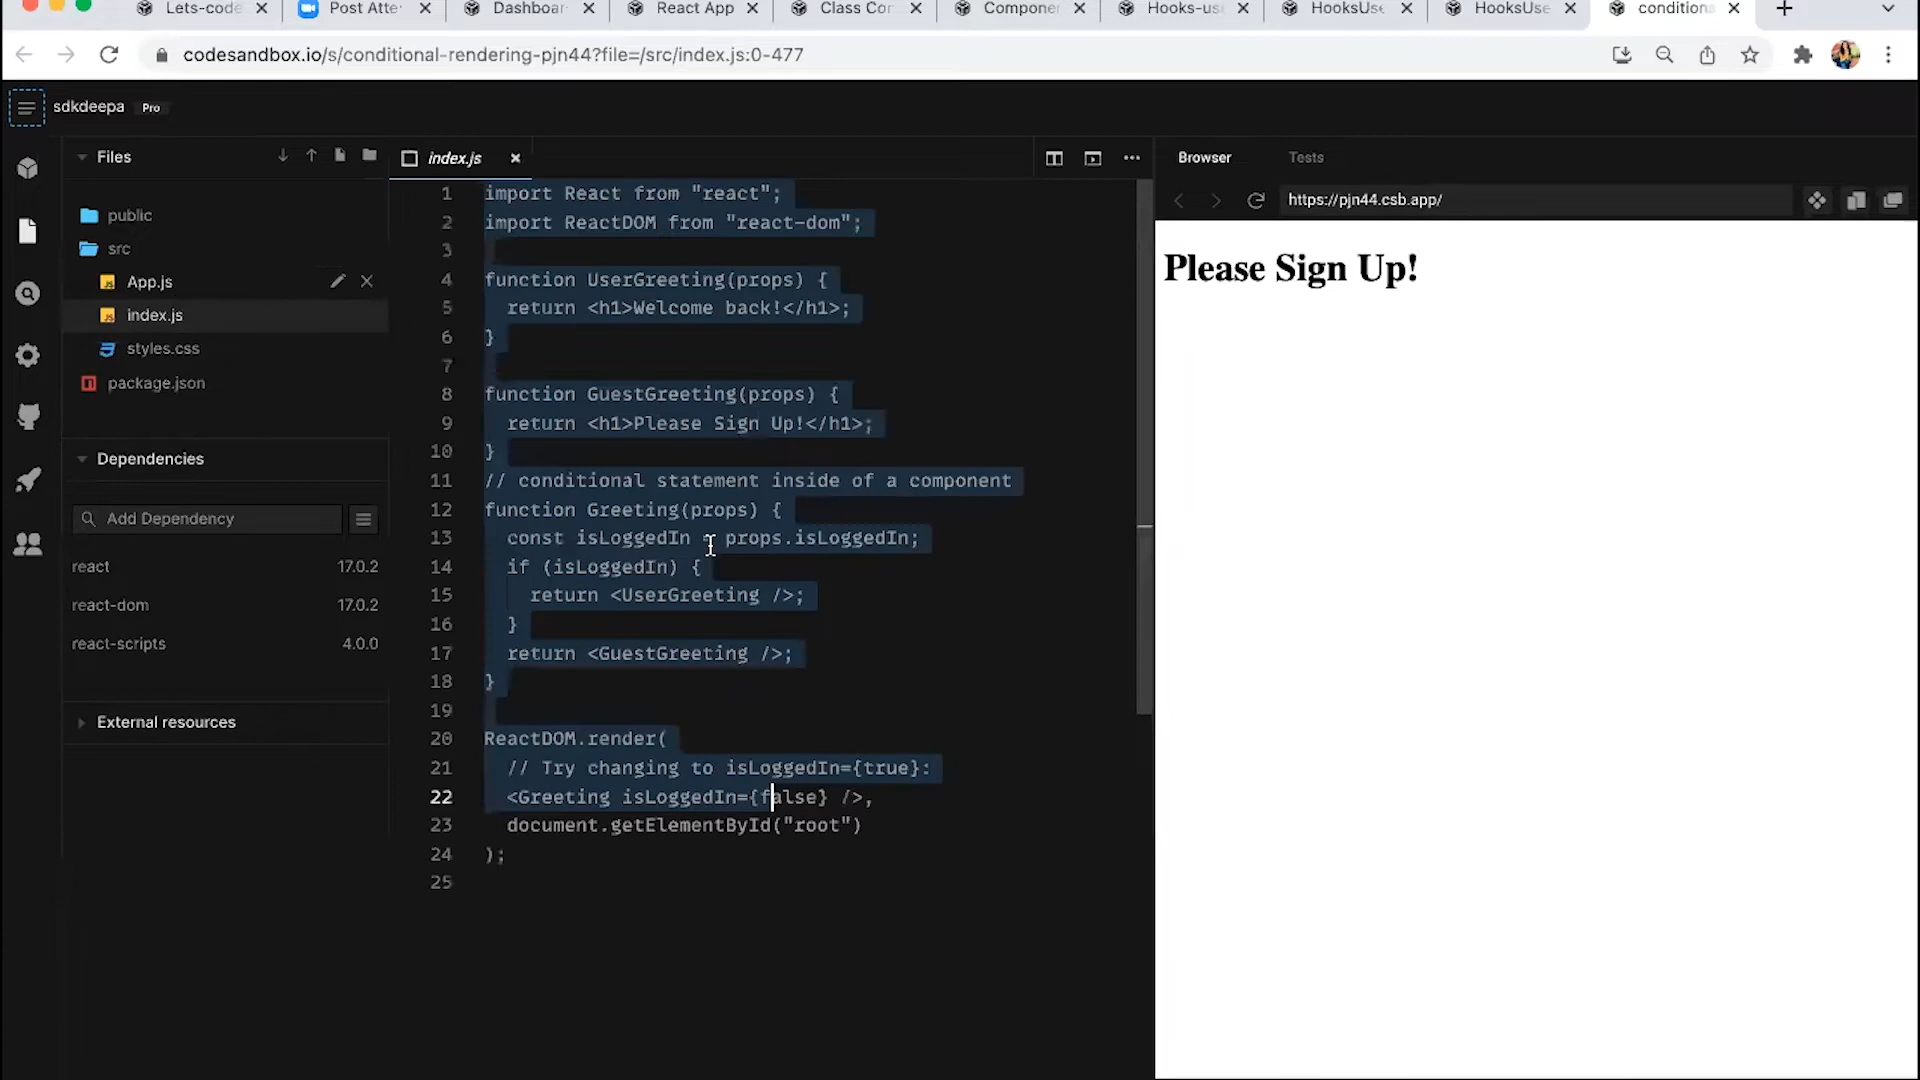 Lets-code
Post Atte
Dashboar
React App
Class Cor
Componer
Hooks-us
HooksUse
HooksUse
conditiona
codesandbox.io/s/conditional-rendering-pjn44?file=/src/index.js:0-477
sdkdeepa Pro
Files
public
src
App.js
index.js
styles.css
package.json
Dependencies
Add Dependency
react 17.0.2
react-dom 17.0.2
react-scripts 4.0.0
External resources
index.js
1 import React from "react";
2 import ReactDOM from "react-dom";
3
4 function UserGreeting(props) {
5 return <h1>Welcome back!</h1>;
6 }
7
8 function GuestGreeting(props) {
9 return <h1>Please Sign Up!</h1>;
10 }
11 // conditional statement inside of a component
12 function Greeting(props) {
13 const isLoggedIn = props.isLoggedIn;
14 if (isLoggedIn) {
15 return <UserGreeting />;
16 }
17 return <GuestGreeting />;
18 }
19
20 ReactDOM.render(
21 // Try changing to isLoggedIn={true}:
22 <Greeting isLoggedIn={false} />,
23 document.getElementById("root")
24 );
25
Browser Tests
https://pjn44.csb.app/
Please Sign Up!